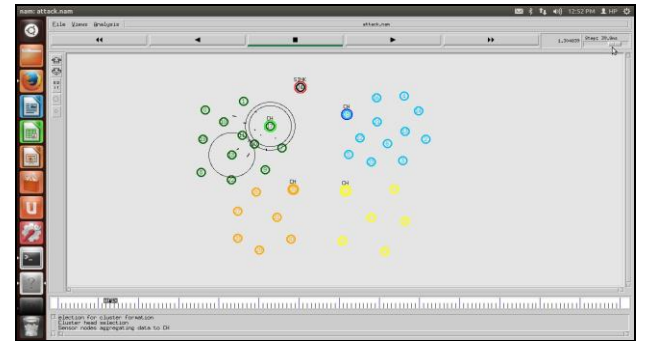 nam: attack.nam
12:52 PM HP
File Views Analysis
attack.nam
SINK
CH
CH
CH
CH
election for cluster formation
Cluster head selection
Sensor nodes aggregating data to CH